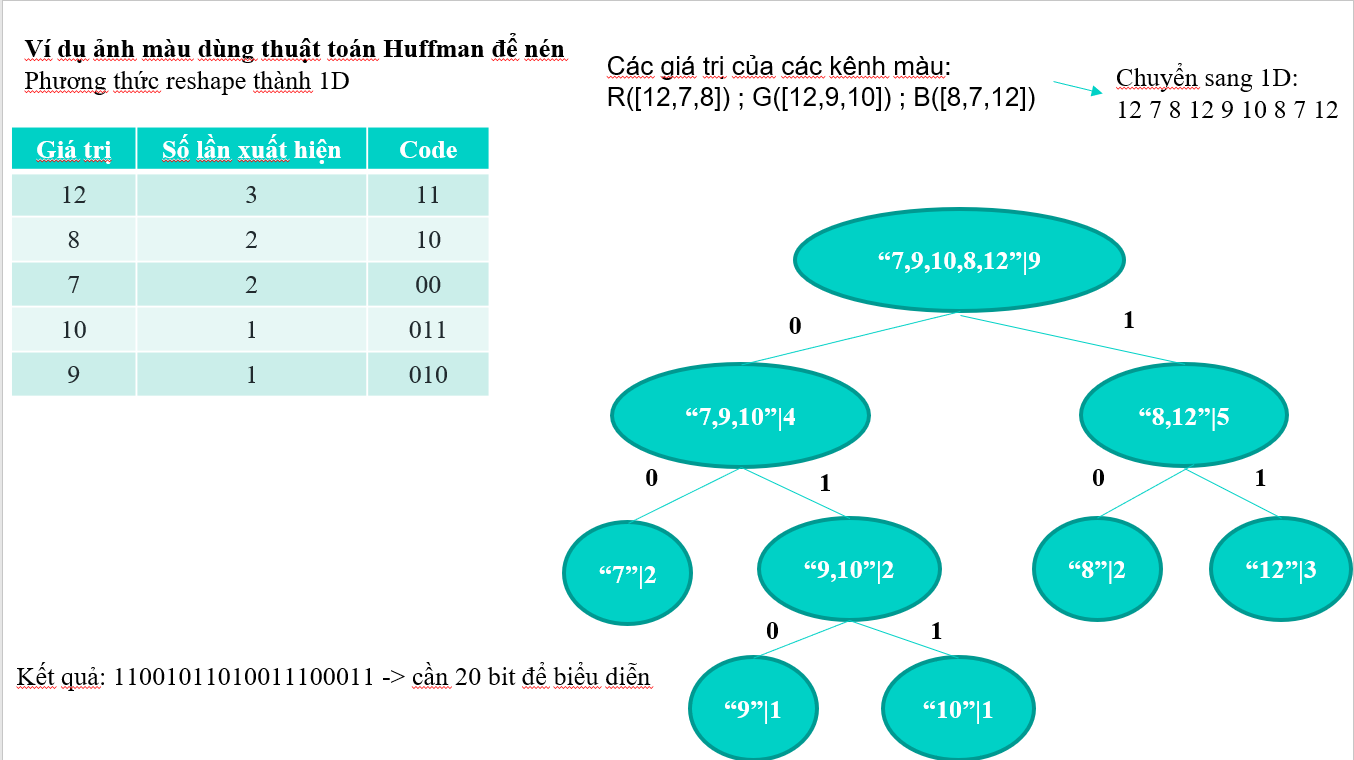 Ví dụ ảnh màu dùng thuật toán Huffman để nén
Phương thức reshape thành 1D
Các giá trị của các kênh màu:
R([12,7,8]) ; G([12,9,10]) ; B([8,7,12])
Chuyển sang 1D:
12 7 8 12 9 10 8 7 12
Giá trị Số lần xuất hiện Code
12 3 11
8 2 10
7 2 00
10 1 011
9 1 010
“7,9,10,8,12”|9
0 1
“7,9,10”|4 “8,12”|5
0 1 0 1
“7”|2 “9,10”|2 “8”|2 “12”|3
0 1
“9”|1 “10”|1
Kết quả: 11001011010011100011 -> cần 20 bit để biểu diễn